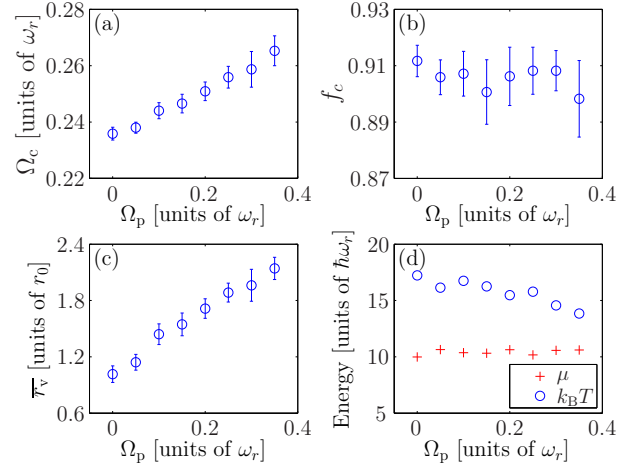 (a)
0.28
0.26
0.24
0.22
0 0.2 0.4
Ω_c [units of ω_r]
Ω_p [units of ω_r]
(b)
0.93
0.91
0.89
0.87
0 0.2 0.4
f_c
Ω_p [units of ω_r]
(c)
2.4
1.8
1.2
0.6
0 0.2 0.4
r̅_v [units of r_0]
Ω_p [units of ω_r]
(d)
20
15
10
5
0 0.2 0.4
Energy [units of ħω_r]
Ω_p [units of ω_r]
μ
k_BT